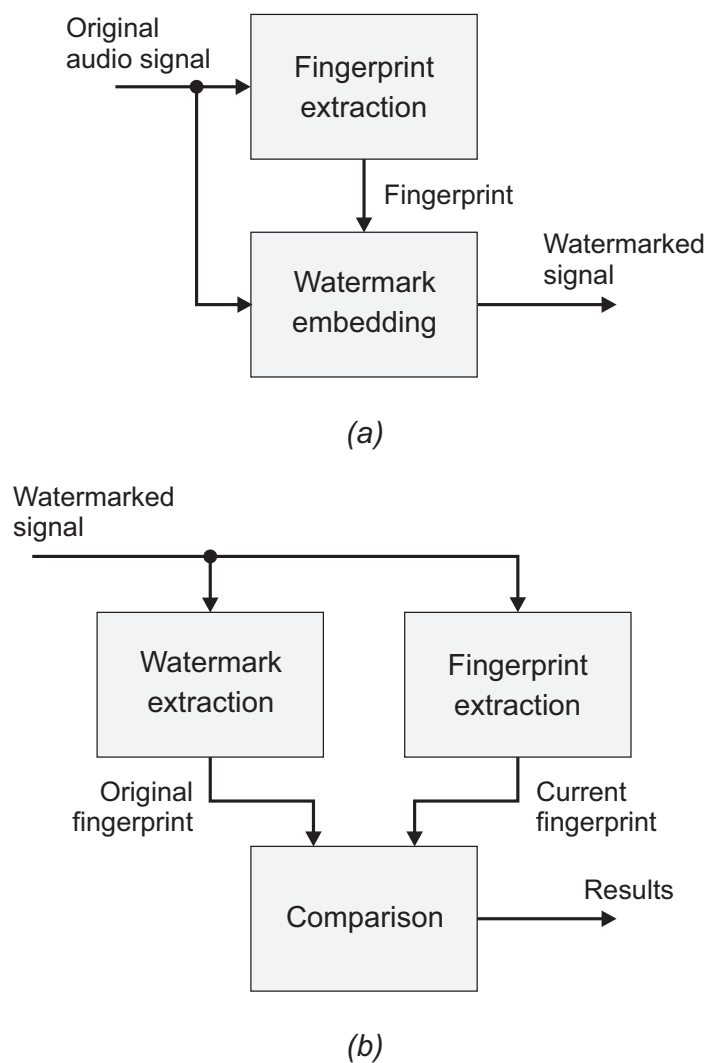 Original
audio signal
Fingerprint
extraction
Fingerprint
Watermarked
signal
Watermark
embedding
(a)
Watermarked
signal
Watermark
extraction
Fingerprint
extraction
Original
fingerprint
Current
fingerprint
Comparison
Results
(b)